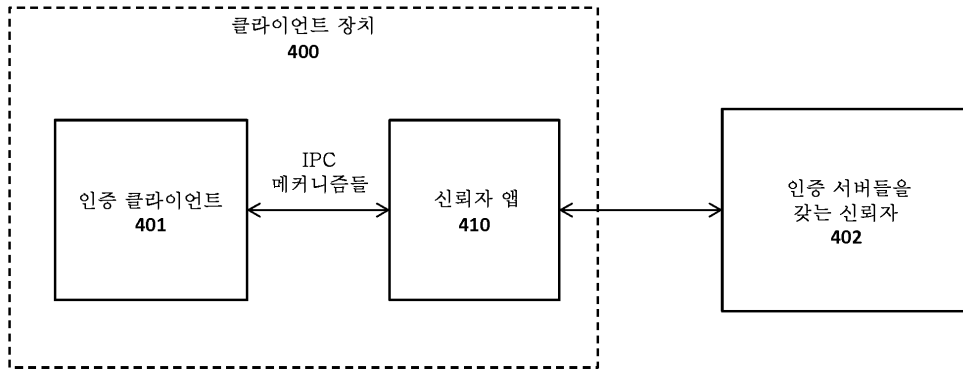 클라이언트 장치
400
인증 클라이언트
401
IPC
메커니즘들
신뢰자 앱
410
인증 서버들을
갖는 신뢰자
402